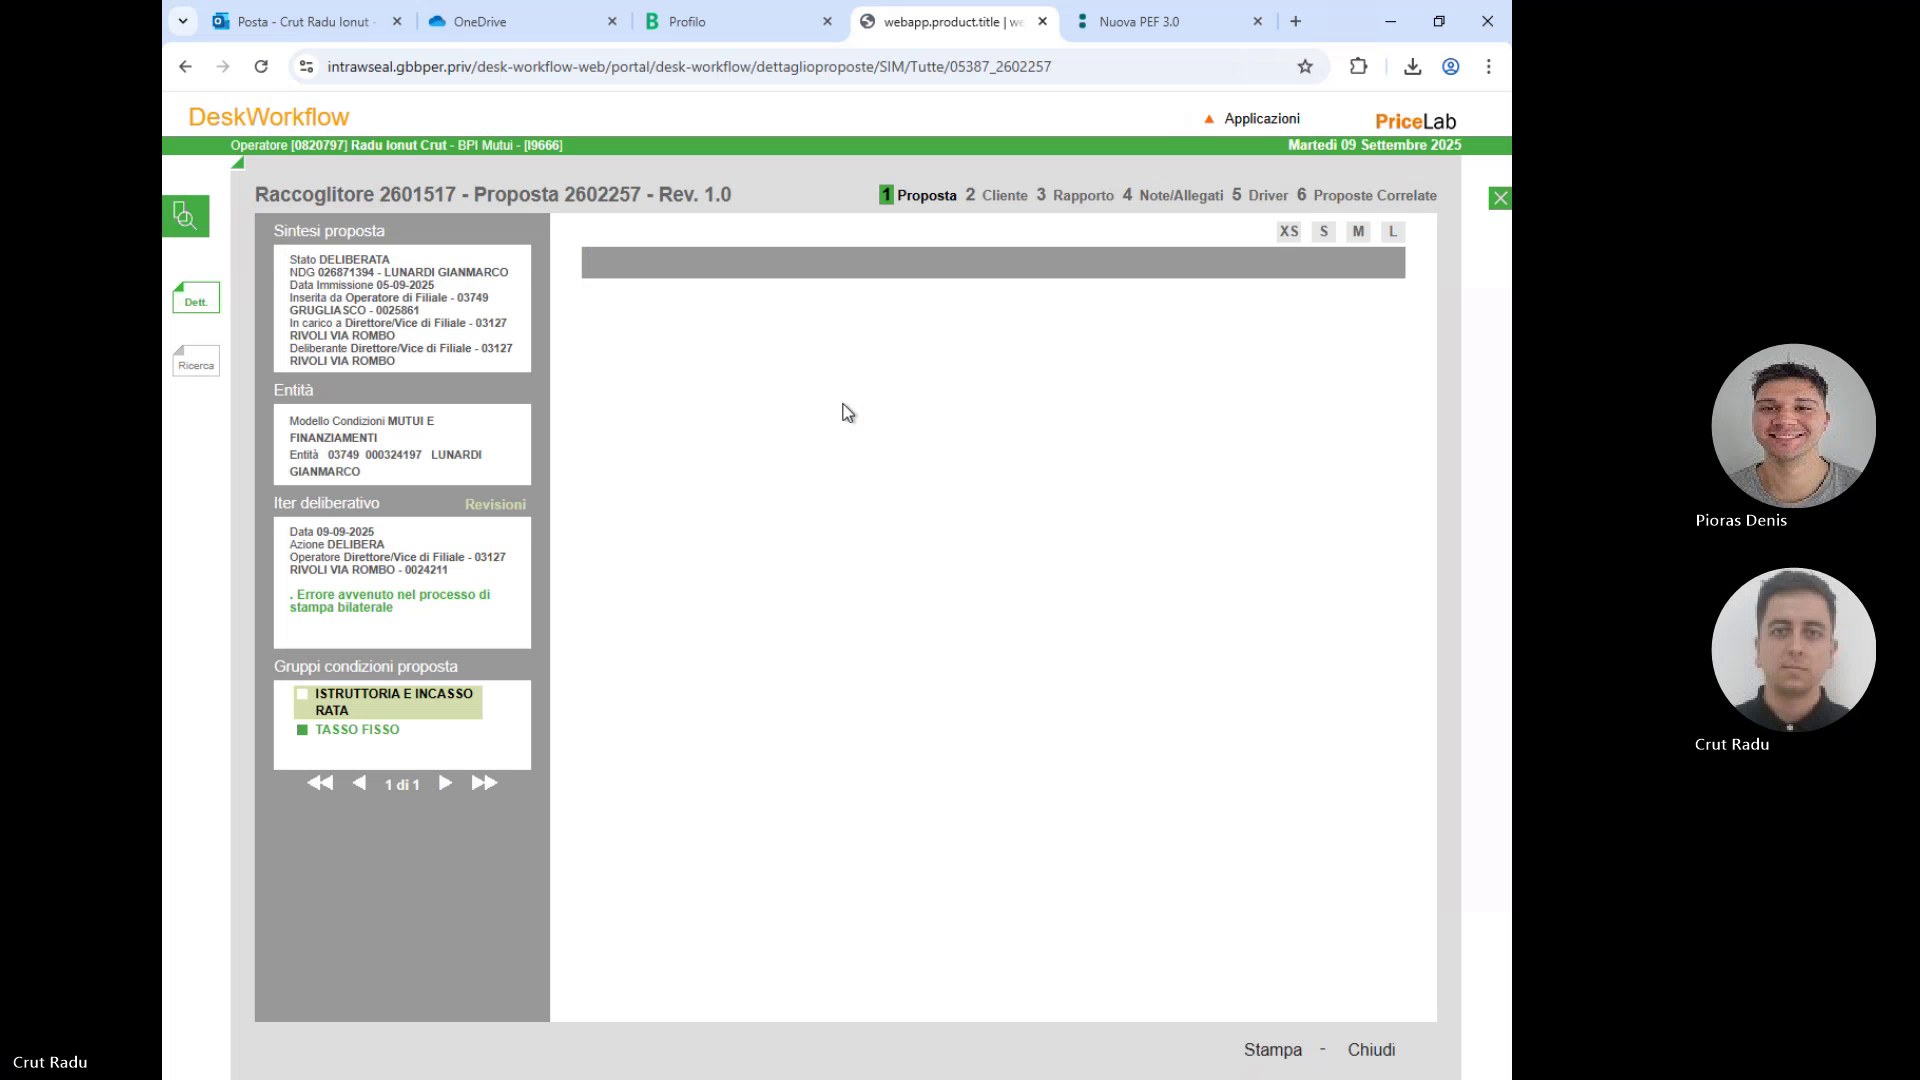 Posta - Crut Radu Ionut
OneDrive
Profilo
webapp.product.title | we
Nuova PEF 3.0
intrawseal.gbbper.priv/desk-workflow-web/portal/desk-workflow/dettaglioproposte/SIM/Tutte/05387_2602257
DeskWorkflow
Applicazioni
PriceLab
Operatore [0820797] Radu Ionut Crut - BPI Mutui - [I9666]
Martedì 09 Settembre 2025
Raccoglitore 2601517 - Proposta 2602257 - Rev. 1.0
1 Proposta 2 Cliente 3 Rapporto 4 Note/Allegati 5 Driver 6 Proposte Correlate
Dett.
Ricerca
Sintesi proposta
Stato DELIBERATA
NDG 026871394 - LUNARDI GIANMARCO
Data Immissione 05-09-2025
Inserita da Operatore di Filiale - 03749
GRUGLIASCO - 0025861
In carico a Direttore/Vice di Filiale - 03127
RIVOLI VIA ROMBO
Deliberante Direttore/Vice di Filiale - 03127
RIVOLI VIA ROMBO
Entità
Modello Condizioni MUTUI E
FINANZIAMENTI
Entità 03749 000324197 LUNARDI
GIANMARCO
Iter deliberativo Revisioni
Data 09-09-2025
Azione DELIBERA
Operatore Direttore/Vice di Filiale - 03127
RIVOLI VIA ROMBO - 0024211
. Errore avvenuto nel processo di
stampa bilaterale
Gruppi condizioni proposta
ISTRUTTORIA E INCASSO
RATA
TASSO FISSO
1 di 1
XS S M L
Stampa - Chiudi
Pioras Denis
Crut Radu
Crut Radu